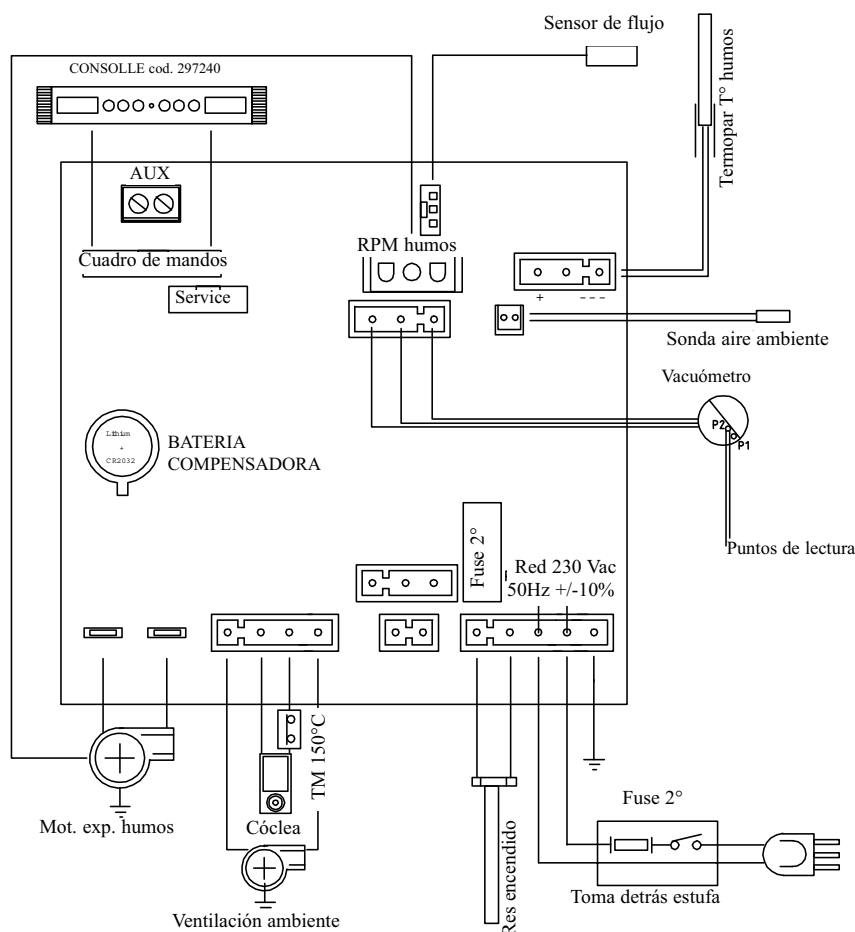 Sensor de flujo
CONSOLLE cod. 297240
Termopar T° humos
AUX
RPM humos
Cuadro de mandos
Service
+
---
Sonda aire ambiente
Vacuómetro
P2
P1
Lithium
+
CR2032
BATERIA
COMPENSADORA
Puntos de lectura
Fuse 2°
Red 230 Vac
50Hz +/-10%
TM 150°C
Fuse 2°
Mot. exp. humos
Cóclea
Res encendido
Toma detrás estufa
Ventilación ambiente